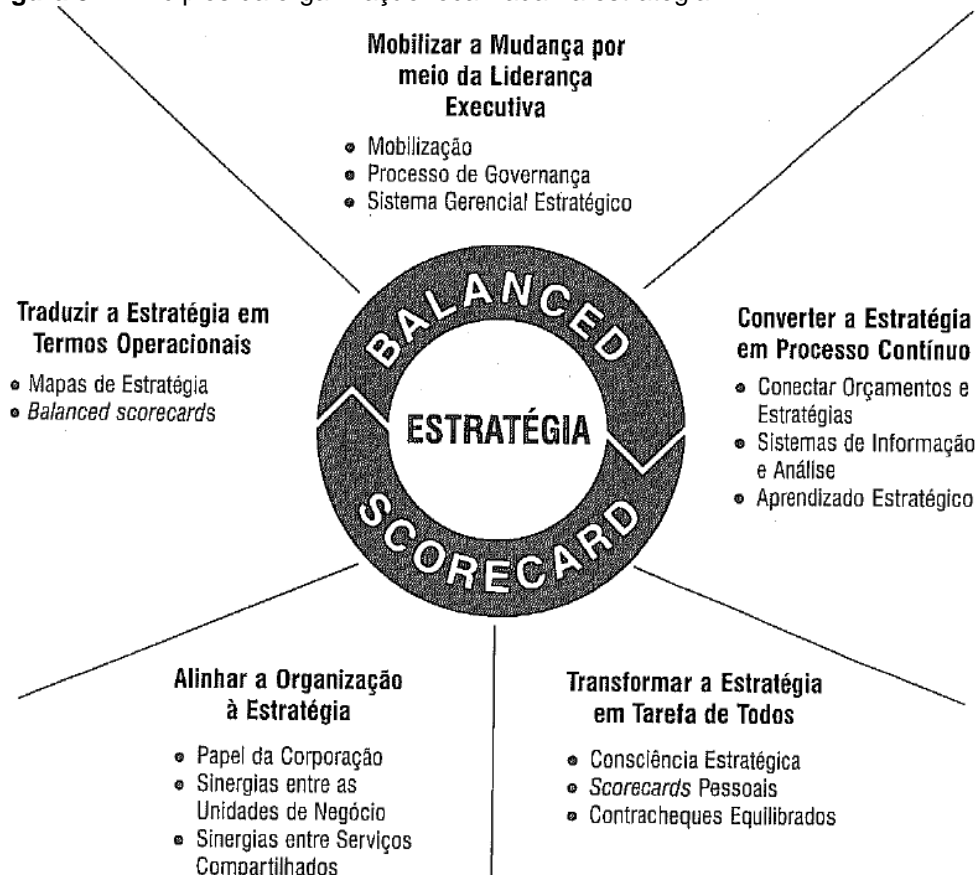 Mobilizar a Mudança por
meio da Liderança
Executiva
• Mobilização
• Processo de Governança
• Sistema Gerencial Estratégico
Traduzir a Estratégia em
Termos Operacionais
• Mapas de Estratégia
• Balanced scorecards
BALANCED
ESTRATÉGIA
SCORECARD
Converter a Estratégia
em Processo Contínuo
• Conectar Orçamentos e
Estratégias
• Sistemas de Informação
e Análise
• Aprendizado Estratégico
Alinhar a Organização
à Estratégia
• Papel da Corporação
• Sinergias entre as
Unidades de Negócio
• Sinergias entre Serviços
Compartilhados
Transformar a Estratégia
em Tarefa de Todos
• Consciência Estratégica
• Scorecards Pessoais
• Contracheques Equilibrados